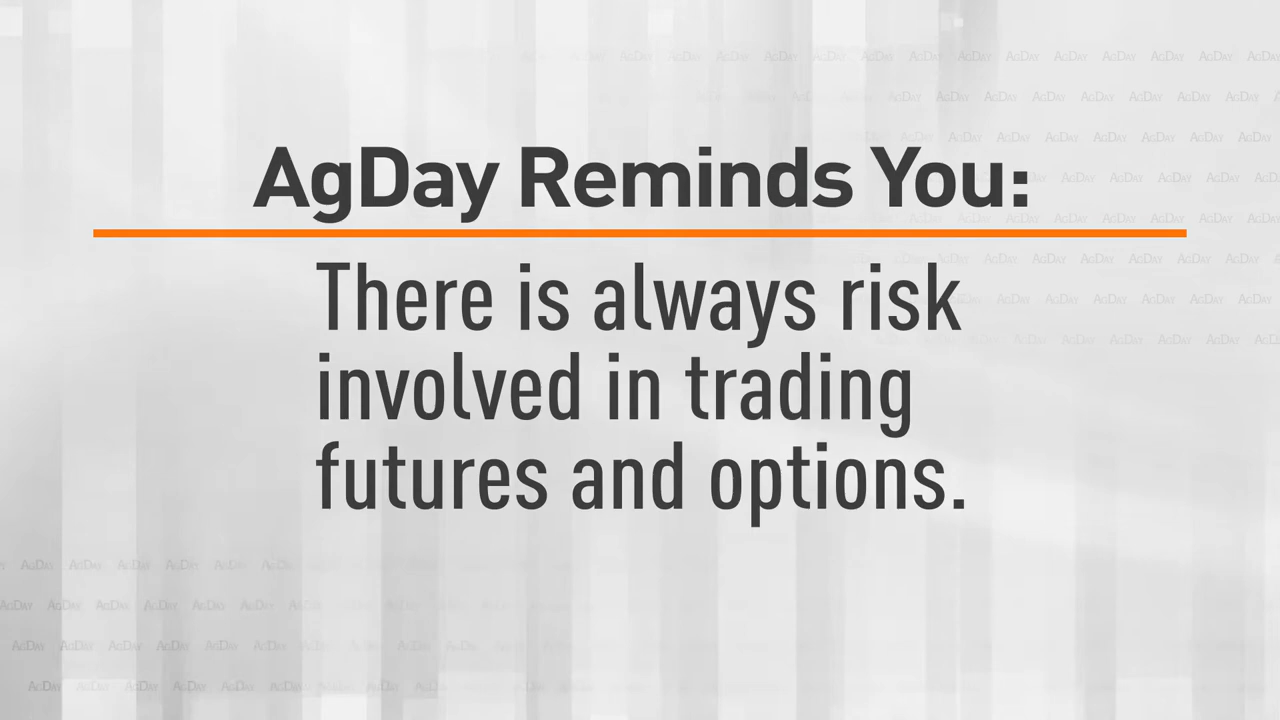 AgDay Reminds You:
There is always risk
involved in trading
futures and options.